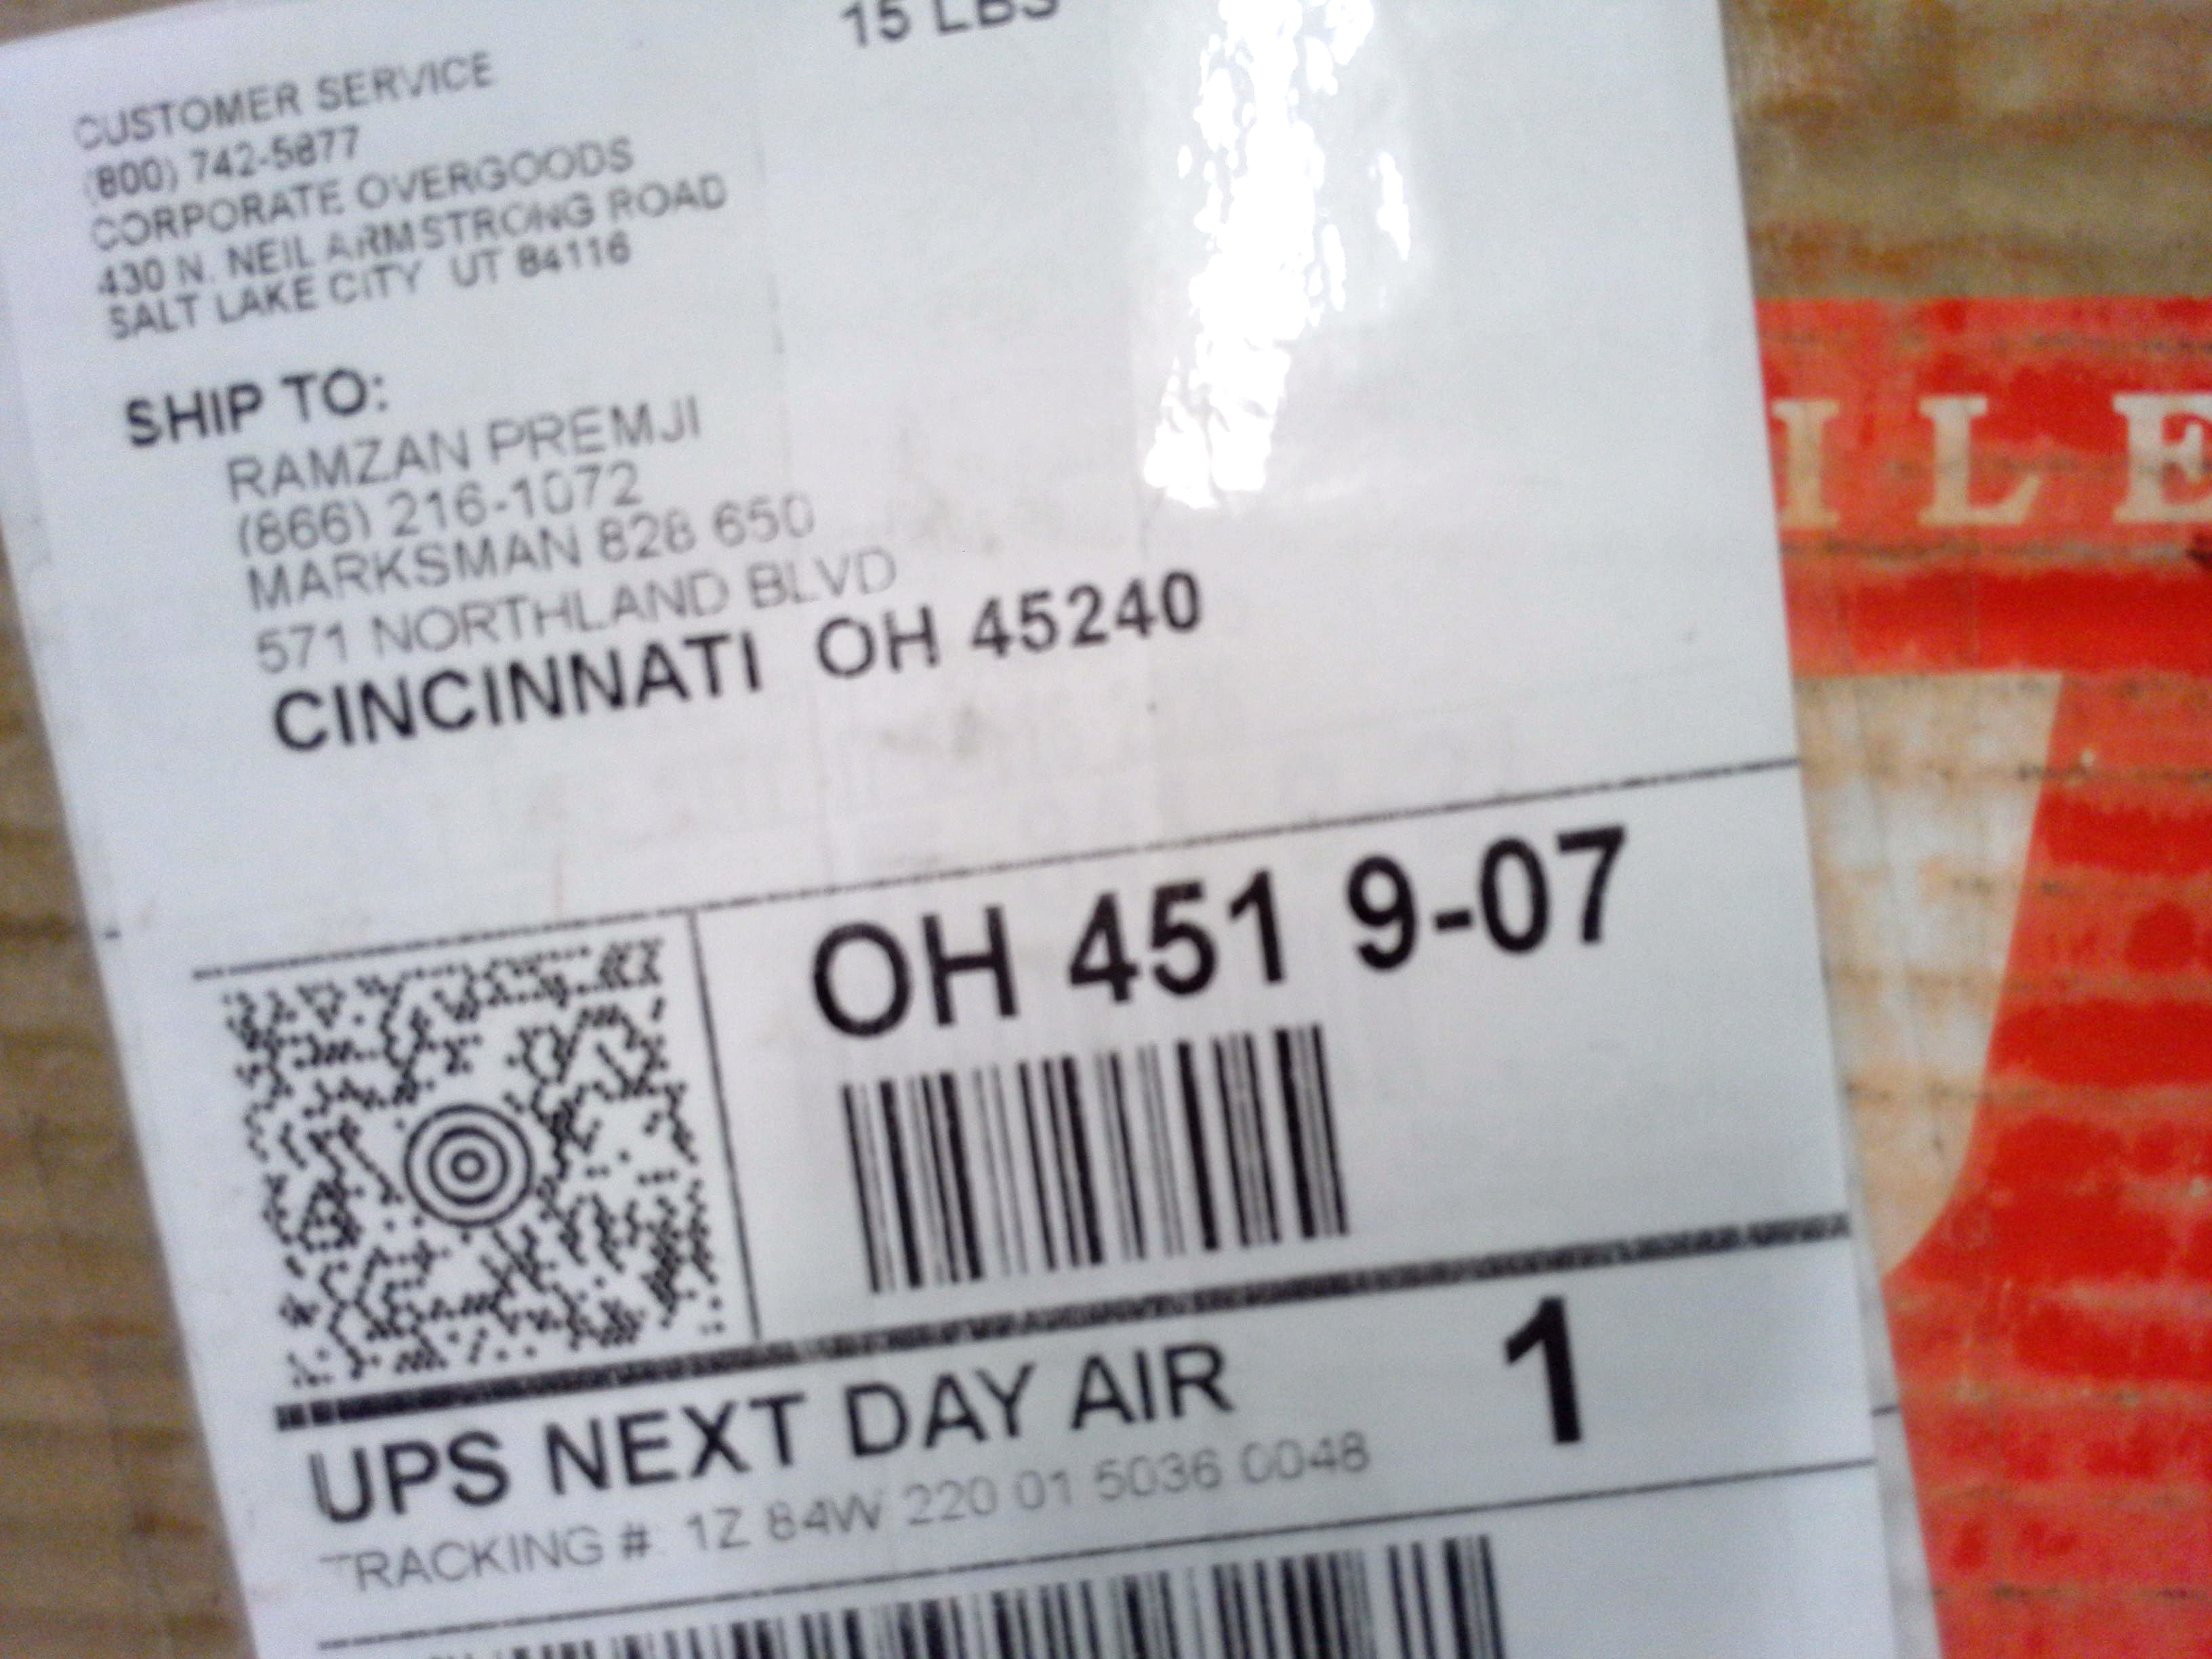 15 LBS
CUSTOMER SERVICE
(800) 742-5877
CORPORATE OVERGOODS
430 N. NEIL ARMSTRONG ROAD
SALT LAKE CITY UT 84116
SHIP TO:
RAMZAN PREMJI
(866) 216-1072
MARKSMAN 828 650
571 NORTHLAND BLVD
CINCINNATI OH 45240
OH 451 9-07
UPS NEXT DAY AIR 1
TRACKING #: 1Z 84W 220 01 5036 0048
ILE